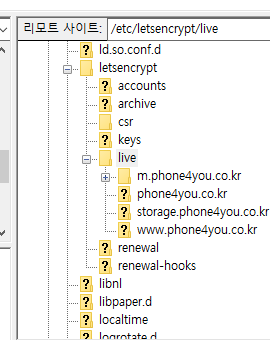 리모트 사이트: /etc/letsencrypt/live
ld.so.conf.d
letsencrypt
accounts
archive
csr
keys
live
m.phone4you.co.kr
phone4you.co.kr
storage.phone4you.co.kr
www.phone4you.co.kr
renewal
renewal-hooks
libnl
libpaper.d
localtime
logrotate.d